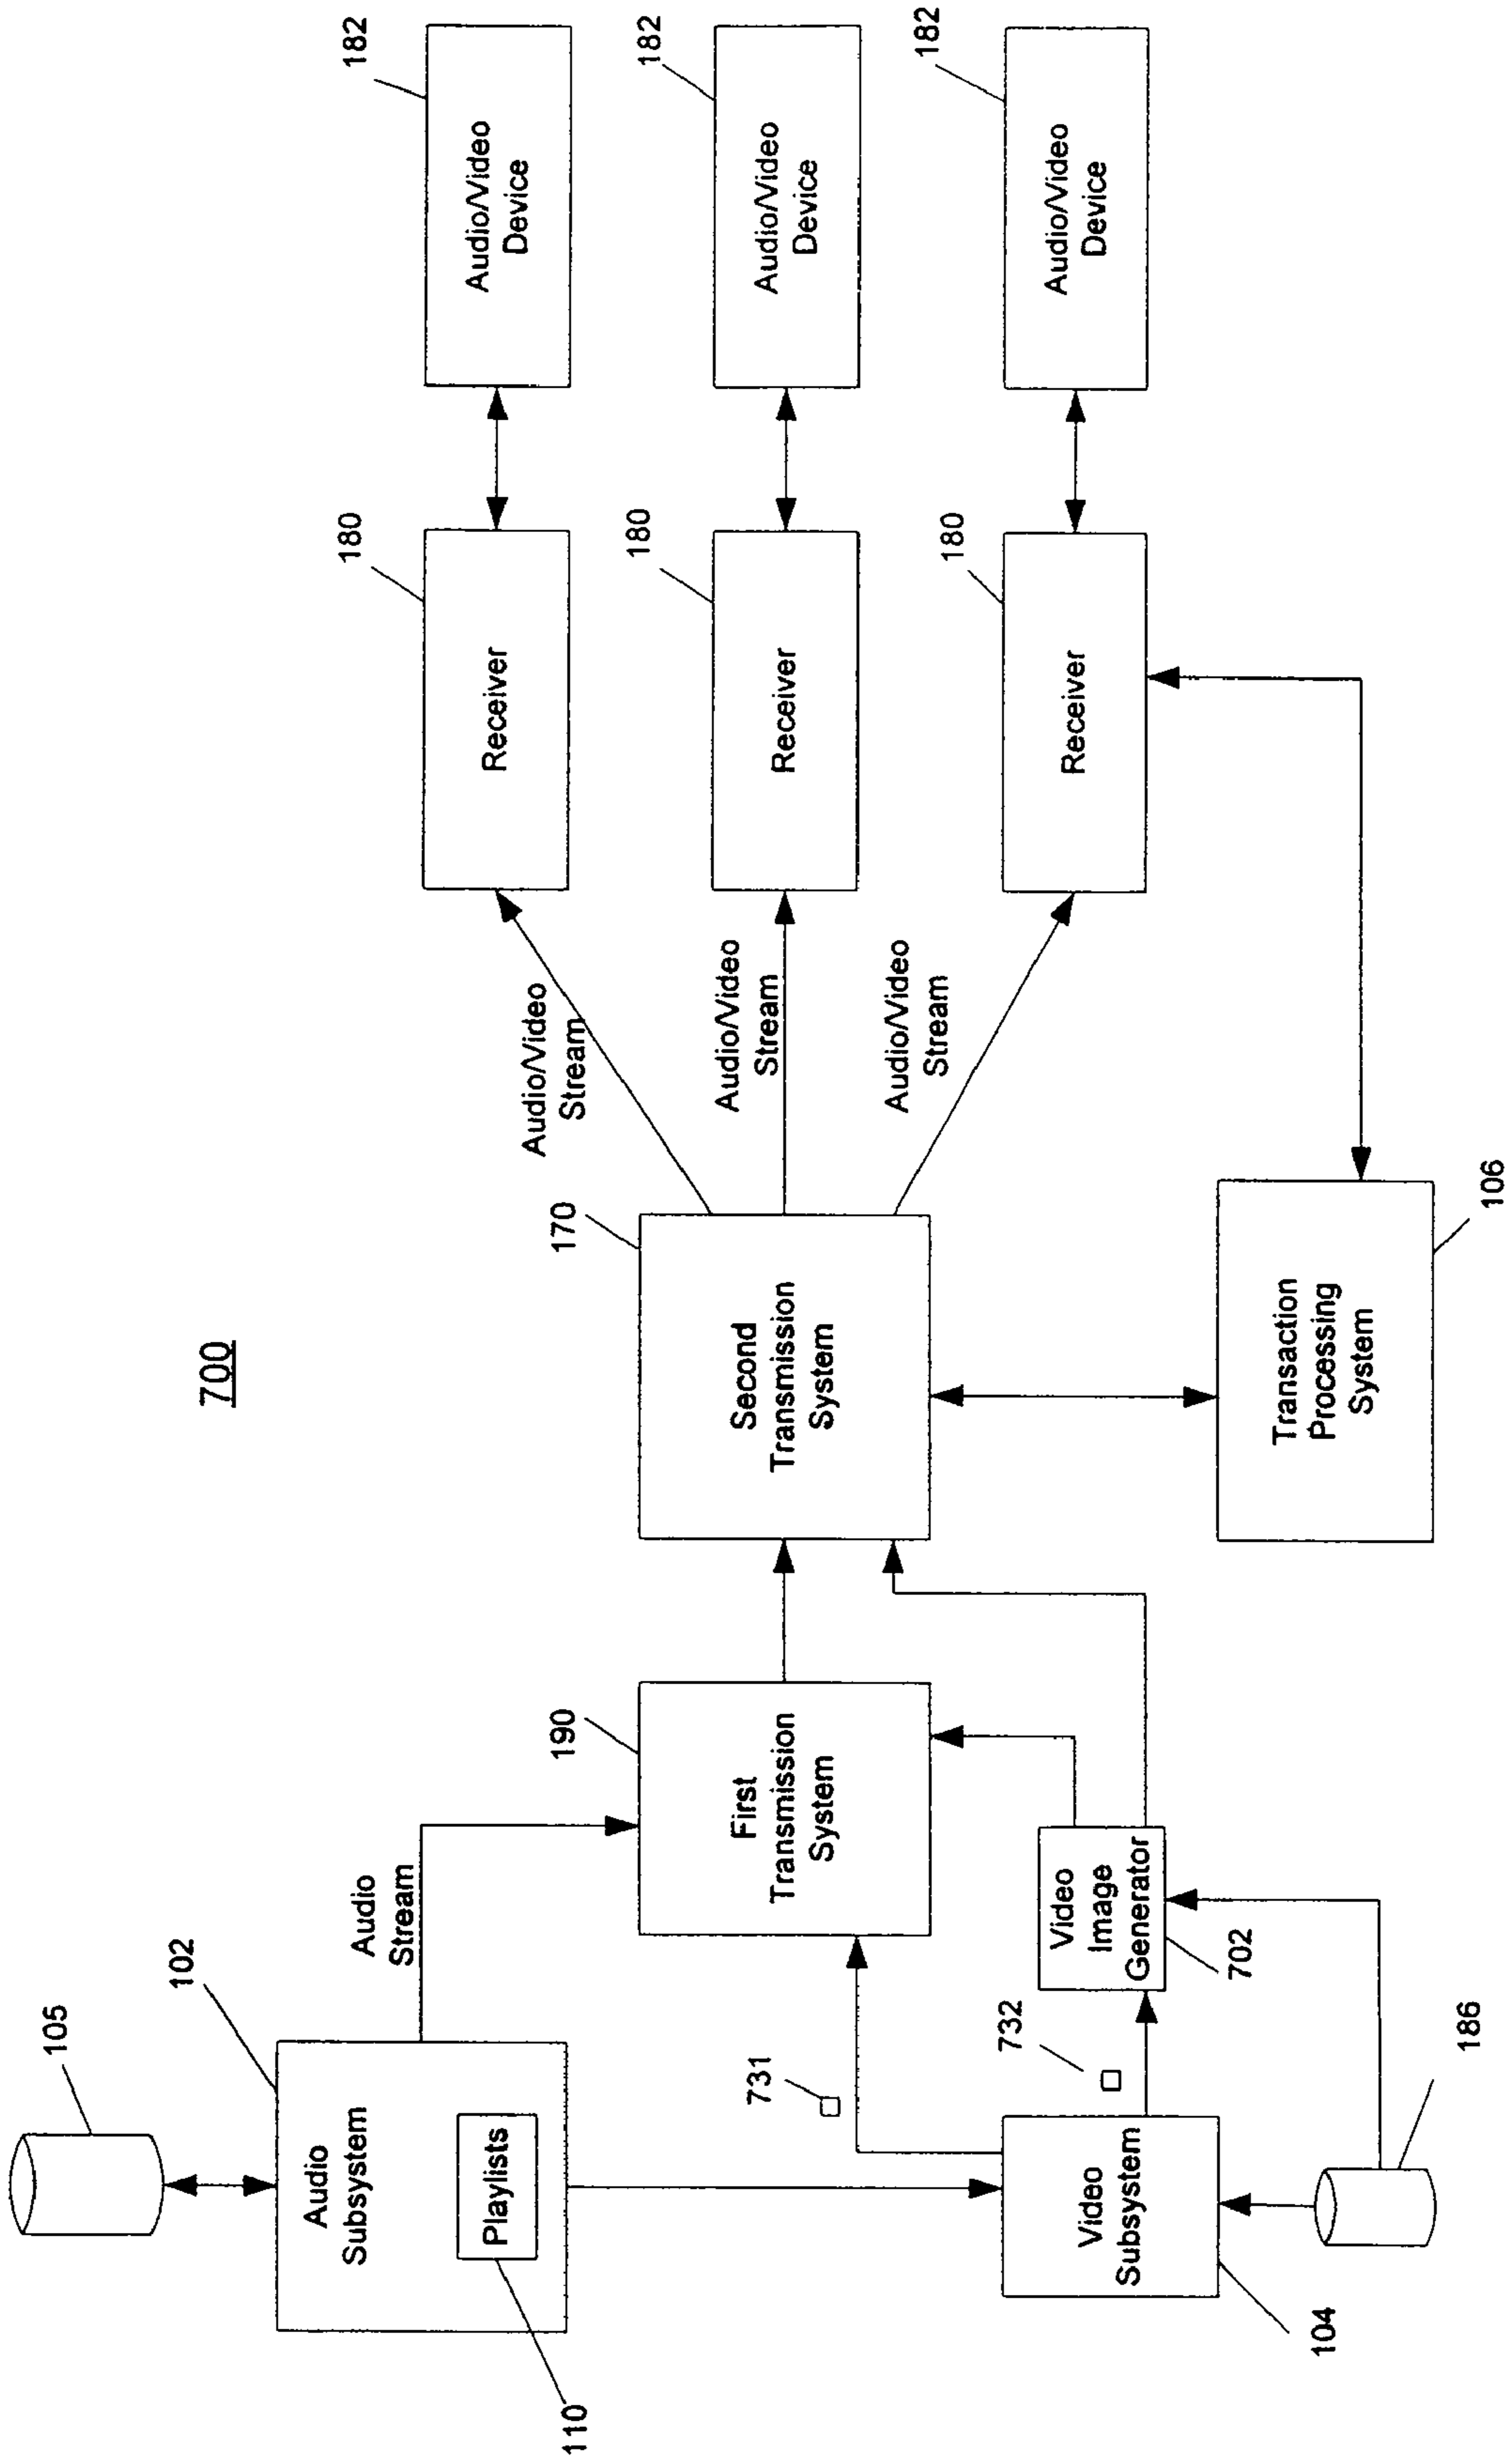 700
105
102
Audio
Subsystem
Playlists
110
Audio
Stream
190
First
Transmission
System
170
Second
Transmission
System
Audio/Video
Stream
Audio/Video
Stream
Audio/Video
Stream
180
Receiver
180
Receiver
180
Receiver
182
Audio/Video
Device
182
Audio/Video
Device
182
Audio/Video
Device
731
732
Video
Subsystem
104
Video
Image
Generator
702
186
Transaction
Processing
System
106